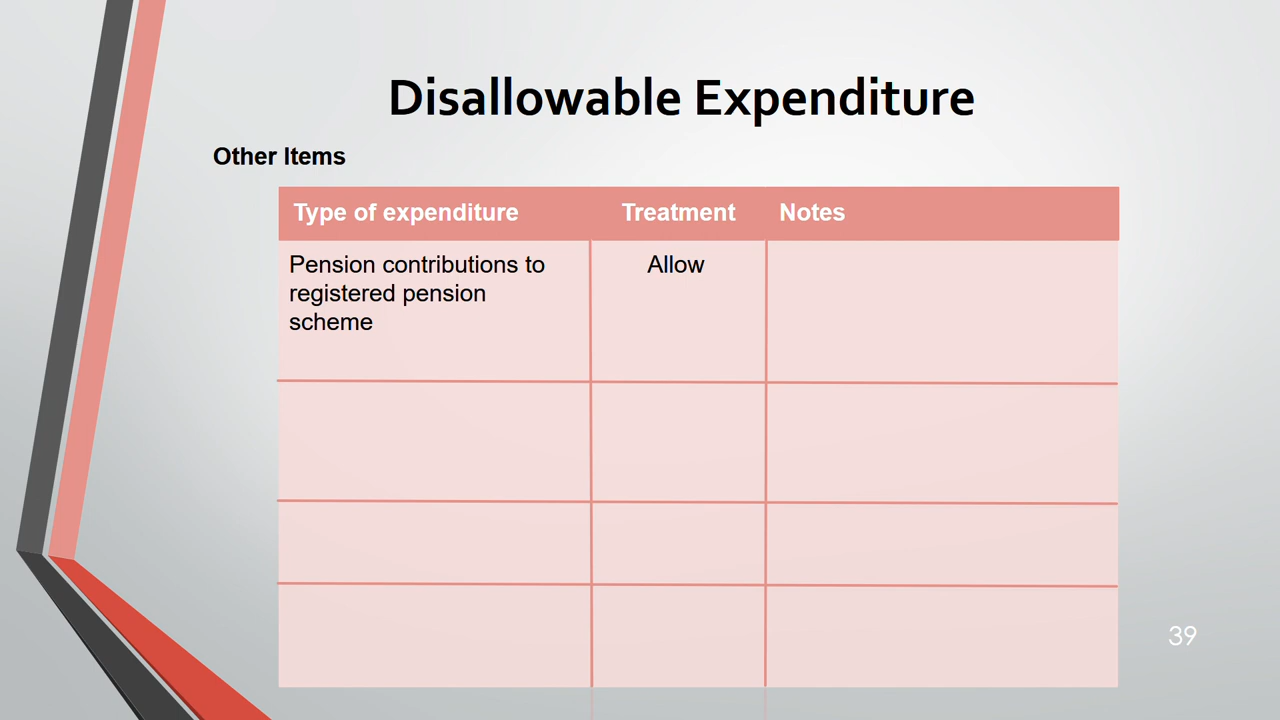 Disallowable Expenditure
Other Items
Type of expenditure Treatment Notes
Pension contributions to Allow
registered pension
scheme
39